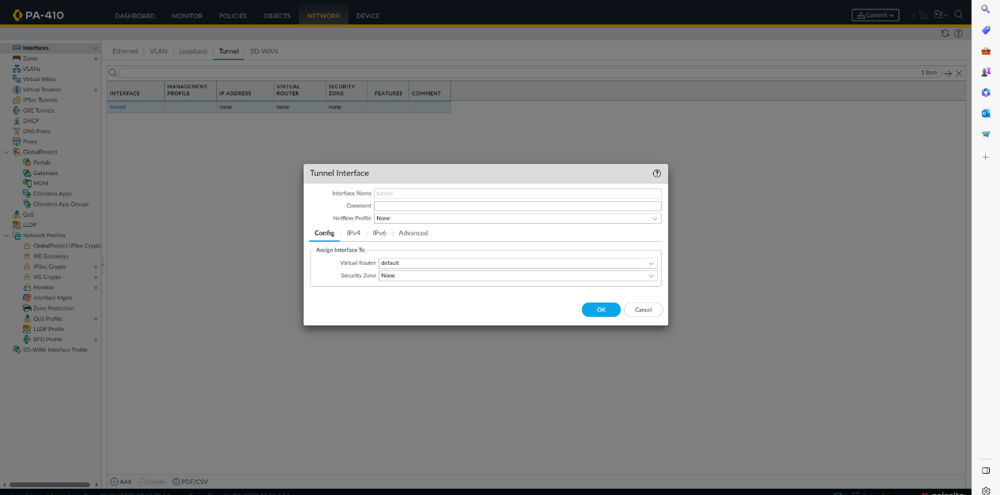 PA-410 DASHBOARD MONITOR POLICIES OBJECTS NETWORK DEVICE Commit
Interfaces
Zones
VLANs
Virtual Wires
Virtual Routers
IPSec Tunnels
GRE Tunnels
DHCP
DNS Proxy
Proxy
GlobalProtect
Portals
Gateways
MDM
Clientless Apps
Clientless App Groups
QoS
LLDP
Network Profiles
GlobalProtect IPSec Crypto
IKE Gateways
IPSec Crypto
IKE Crypto
Monitor
Interface Mgmt
Zone Protection
QoS Profile
LLDP Profile
BFD Profile
SD-WAN Interface Profile
Ethernet VLAN Loopback Tunnel SD-WAN
1 item
INTERFACE MANAGEMENT PROFILE IP ADDRESS VIRTUAL ROUTER SECURITY ZONE FEATURES COMMENT
tunnel none none none
Tunnel Interface
Interface Name tunnel
Comment
Netflow Profile None
Config IPv4 IPv6 Advanced
Assign Interface To
Virtual Router default
Security Zone None
OK Cancel
Add Delete PDF/CSV